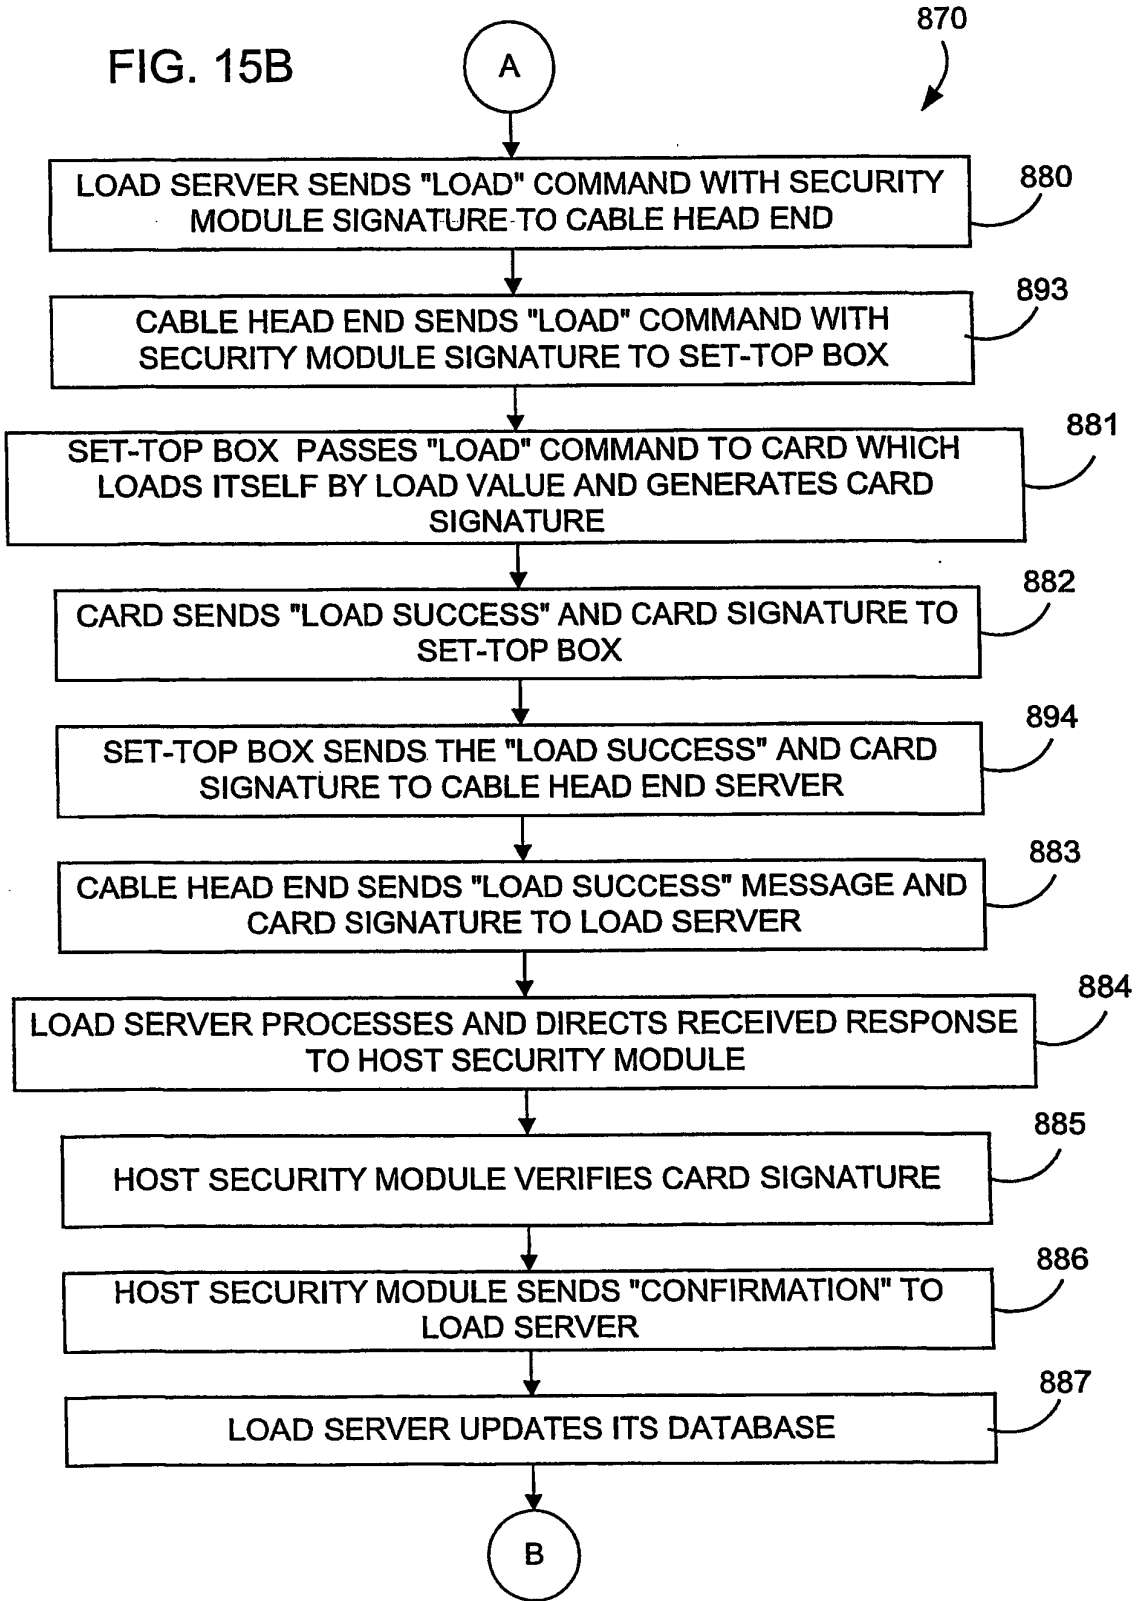 870
FIG. 15B
A
LOAD SERVER SENDS "LOAD" COMMAND WITH SECURITY
MODULE SIGNATURE TO CABLE HEAD END
880
CABLE HEAD END SENDS "LOAD" COMMAND WITH
SECURITY MODULE SIGNATURE TO SET-TOP BOX
893
SET-TOP BOX PASSES "LOAD" COMMAND TO CARD WHICH
LOADS ITSELF BY LOAD VALUE AND GENERATES CARD
SIGNATURE
881
CARD SENDS "LOAD SUCCESS" AND CARD SIGNATURE TO
SET-TOP BOX
882
SET-TOP BOX SENDS THE "LOAD SUCCESS" AND CARD
SIGNATURE TO CABLE HEAD END SERVER
894
CABLE HEAD END SENDS "LOAD SUCCESS" MESSAGE AND
CARD SIGNATURE TO LOAD SERVER
883
LOAD SERVER PROCESSES AND DIRECTS RECEIVED RESPONSE
TO HOST SECURITY MODULE
884
HOST SECURITY MODULE VERIFIES CARD SIGNATURE
885
HOST SECURITY MODULE SENDS "CONFIRMATION" TO
LOAD SERVER
886
LOAD SERVER UPDATES ITS DATABASE
887
B